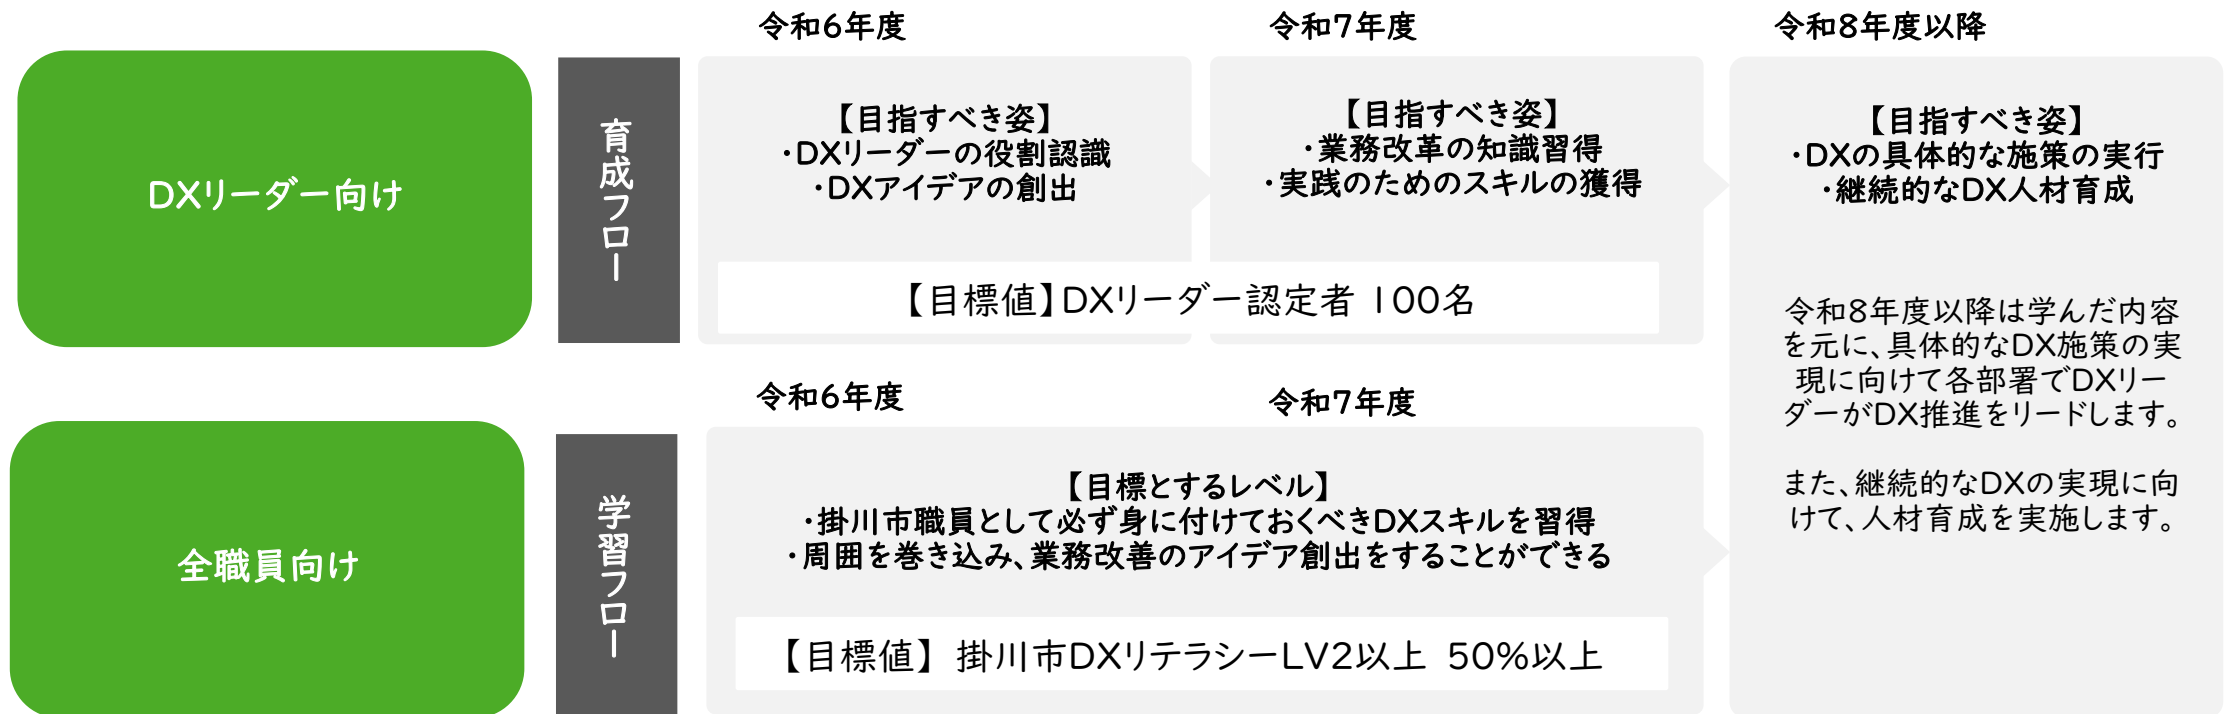 DXリーダー向け
育成フロー
令和6年度
【目指すべき姿】
・DXリーダーの役割認識
・DXアイデアの創出
令和7年度
【目指すべき姿】
・業務改革の知識習得
・実践のためのスキルの獲得
【目標値】DXリーダー認定者 100名
全職員向け
学習フロー
令和6年度
令和7年度
【目標とするレベル】
・掛川市職員として必ず身に付けておくべきDXスキルを習得
・周囲を巻き込み、業務改善のアイデア創出をすることができる
【目標値】 掛川市DXリテラシーLV2以上 50%以上
令和8年度以降
【目指すべき姿】
・DXの具体的な施策の実行
・継続的なDX人材育成
令和8年度以降は学んだ内容
を元に、具体的なDX施策の実
現に向けて各部署でDXリー
ダーがDX推進をリードします。
また、継続的なDXの実現に向
けて、人材育成を実施します。